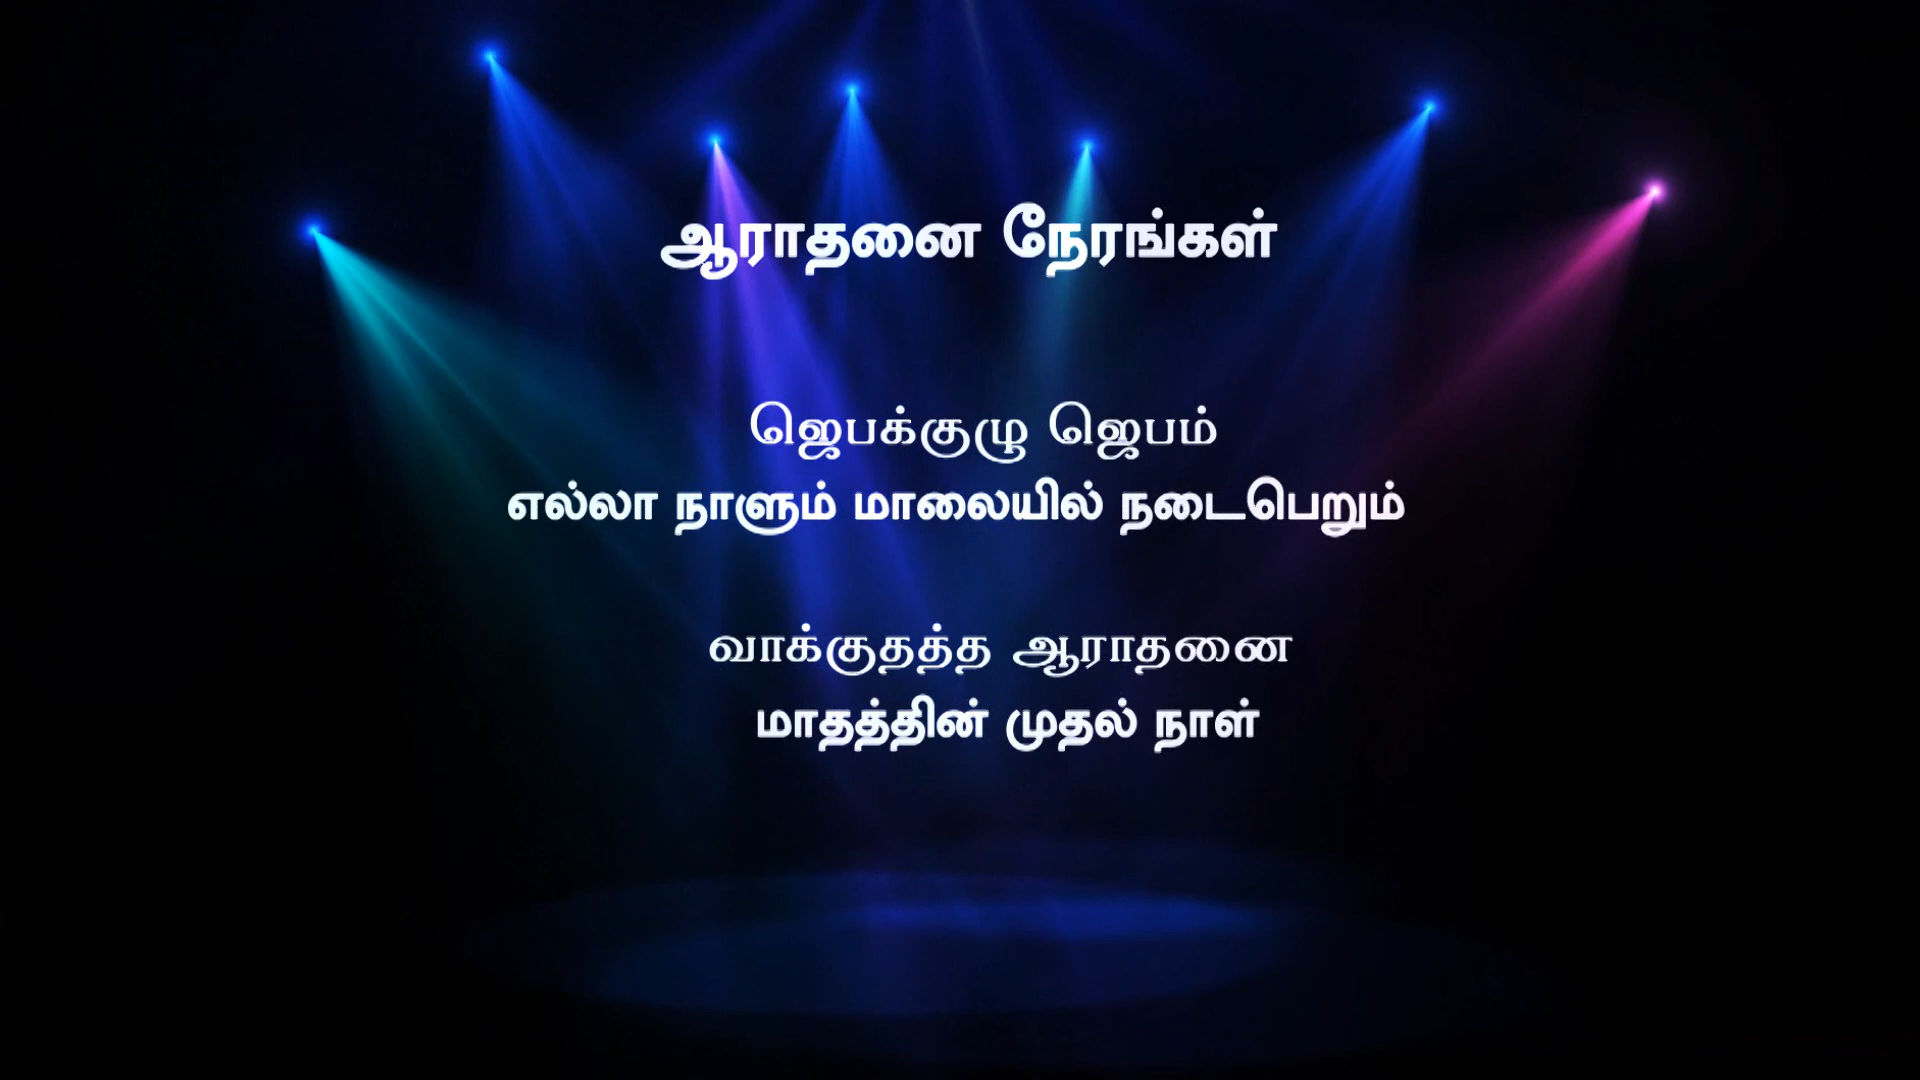 ஆராதனை நேரங்கள்
ஜெபக்குழு ஜெபம்
எல்லா நாளும் மாலையில் நடைபெறும்
வாக்குதத்த ஆராதனை
மாதத்தின் முதல் நாள்